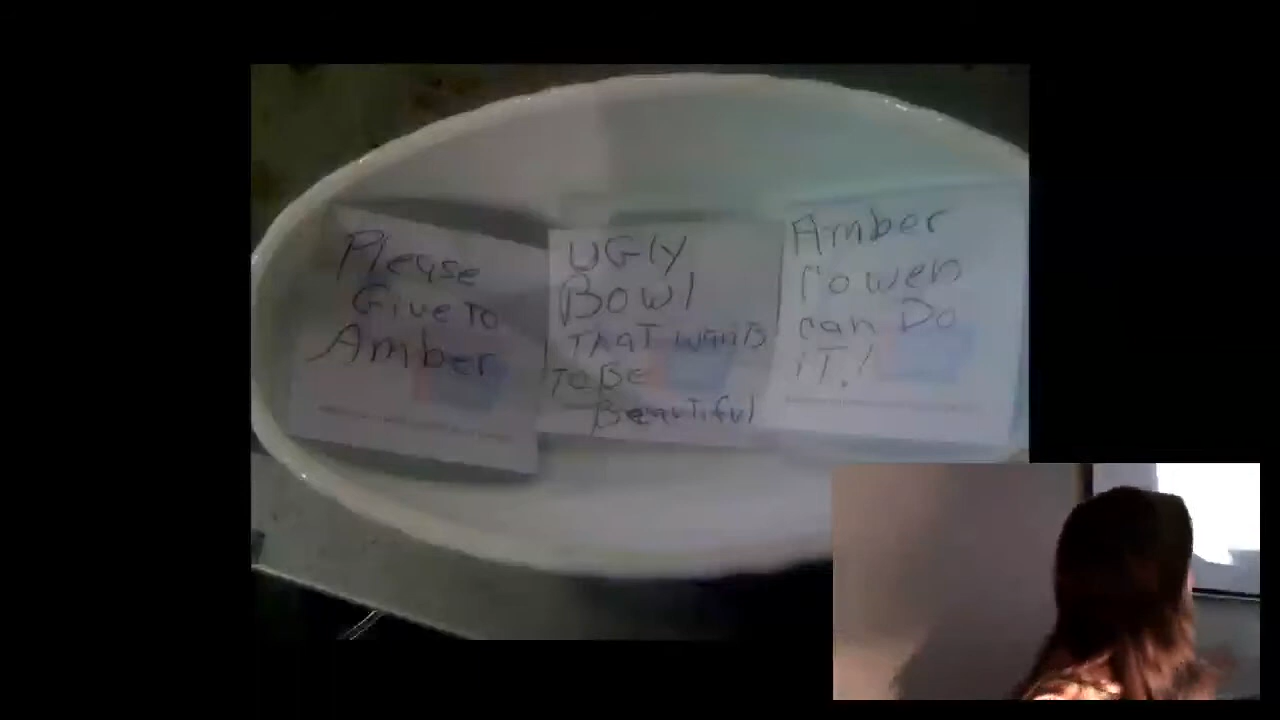 Please
Give To
Amber
UGly
Bowl
That wants
To Be
Beautiful
Amber
Cowen
can Do
iT!